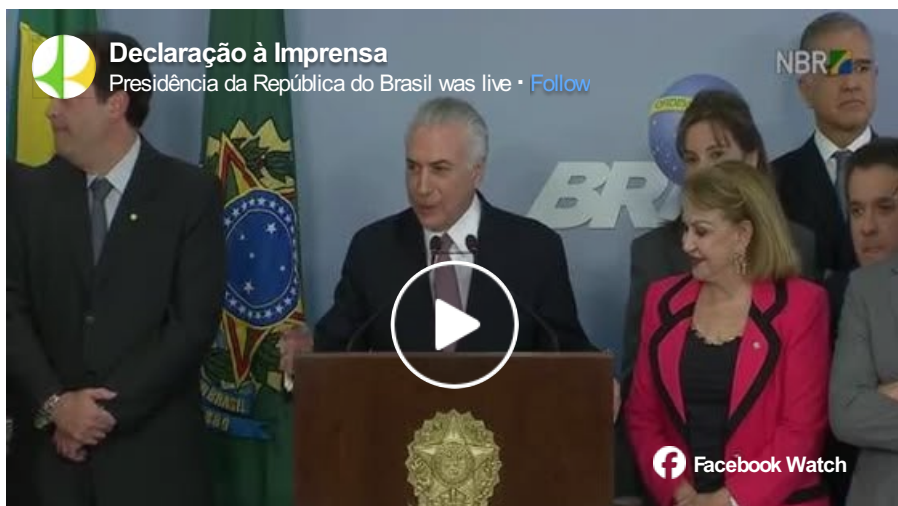 Declaração à Imprensa
Presidência da República do Brasil was live · Follow
NBR
BRA
Facebook Watch